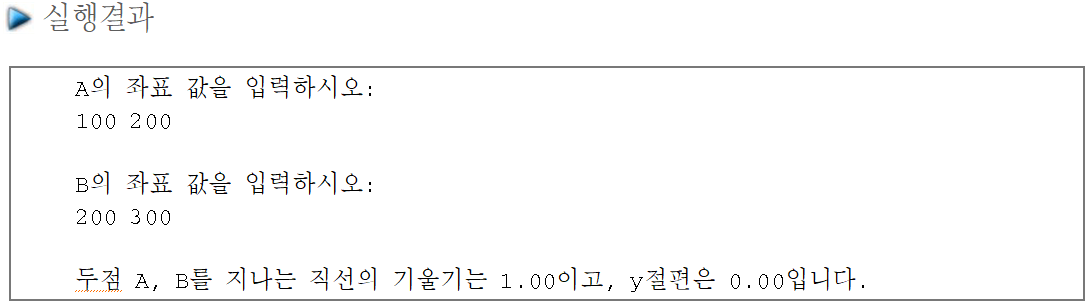 실행결과
A의 좌표 값을 입력하시오:
100 200
B의 좌표 값을 입력하시오:
200 300
두점 A, B를 지나는 직선의 기울기는 1.00이고, y절편은 0.00입니다.